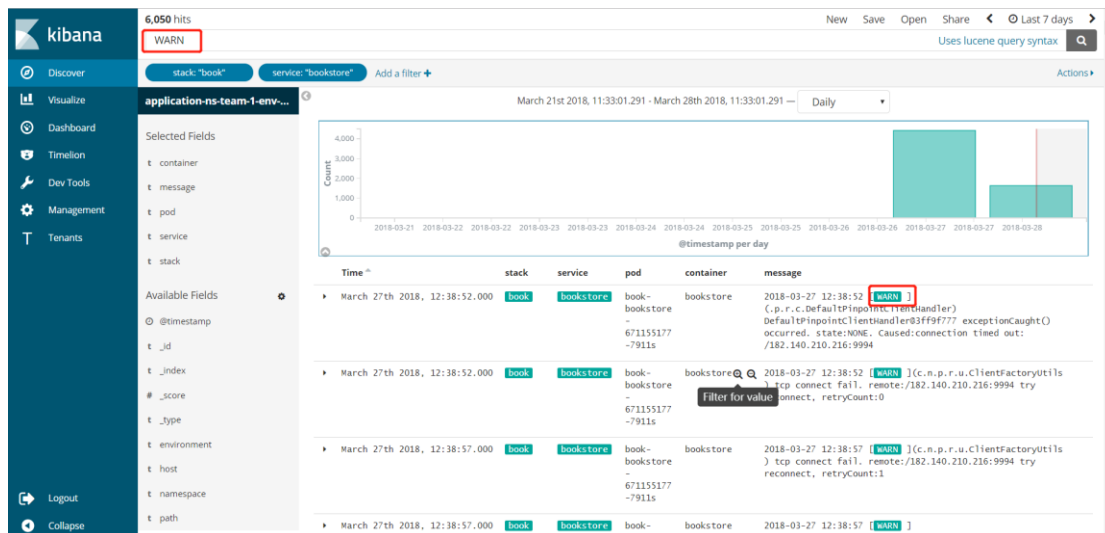 kibana
6,050 hits
New Save Open Share Last 7 days
WARN
Uses lucene query syntax
Discover
Visualize
Dashboard
Timelion
Dev Tools
Management
Tenants
Logout
Collapse
stack: "book" service: "bookstore" Add a filter +
Actions
application-ns-team-1-env-...
Selected Fields
t container
t message
t pod
t service
t stack
Available Fields
@timestamp
t _id
t _index
# _score
t _type
t environment
t host
t namespace
t path
March 21st 2018, 11:33:01.291 - March 28th 2018, 11:33:01.291 — Daily
Count
4,000
3,000
2,000
1,000
0
2018-03-21 2018-03-22 2018-03-22 2018-03-23 2018-03-23 2018-03-24 2018-03-24 2018-03-25 2018-03-25 2018-03-26 2018-03-26 2018-03-27 2018-03-27 2018-03-28
@timestamp per day
Time stack service pod container message
March 27th 2018, 12:38:52.000 book bookstore book- bookstore 2018-03-27 12:38:52 [ WARN ]
bookstore (.p.r.c.DefaultPinpointClientHandler)
- DefaultPinpointClientHandler@3ff9f777 exceptionCaught()
671155177 occurred. state:NONE. Caused:connection timed out:
-7911s /182.140.210.216:9994
March 27th 2018, 12:38:52.000 book bookstore book- bookstore 2018-03-27 12:38:52 [ WARN ](c.n.p.r.u.ClientFactoryUtils
bookstore ) tcp connect fail. remote:/182.140.210.216:9994 try
- Filter for value connect, retryCount:0
671155177
-7911s
March 27th 2018, 12:38:57.000 book bookstore book- bookstore 2018-03-27 12:38:57 [ WARN ](c.n.p.r.u.ClientFactoryUtils
bookstore ) tcp connect fail. remote:/182.140.210.216:9994 try
- reconnect, retryCount:1
671155177
-7911s
March 27th 2018, 12:38:57.000 book bookstore book- bookstore 2018-03-27 12:38:57 [ WARN ]